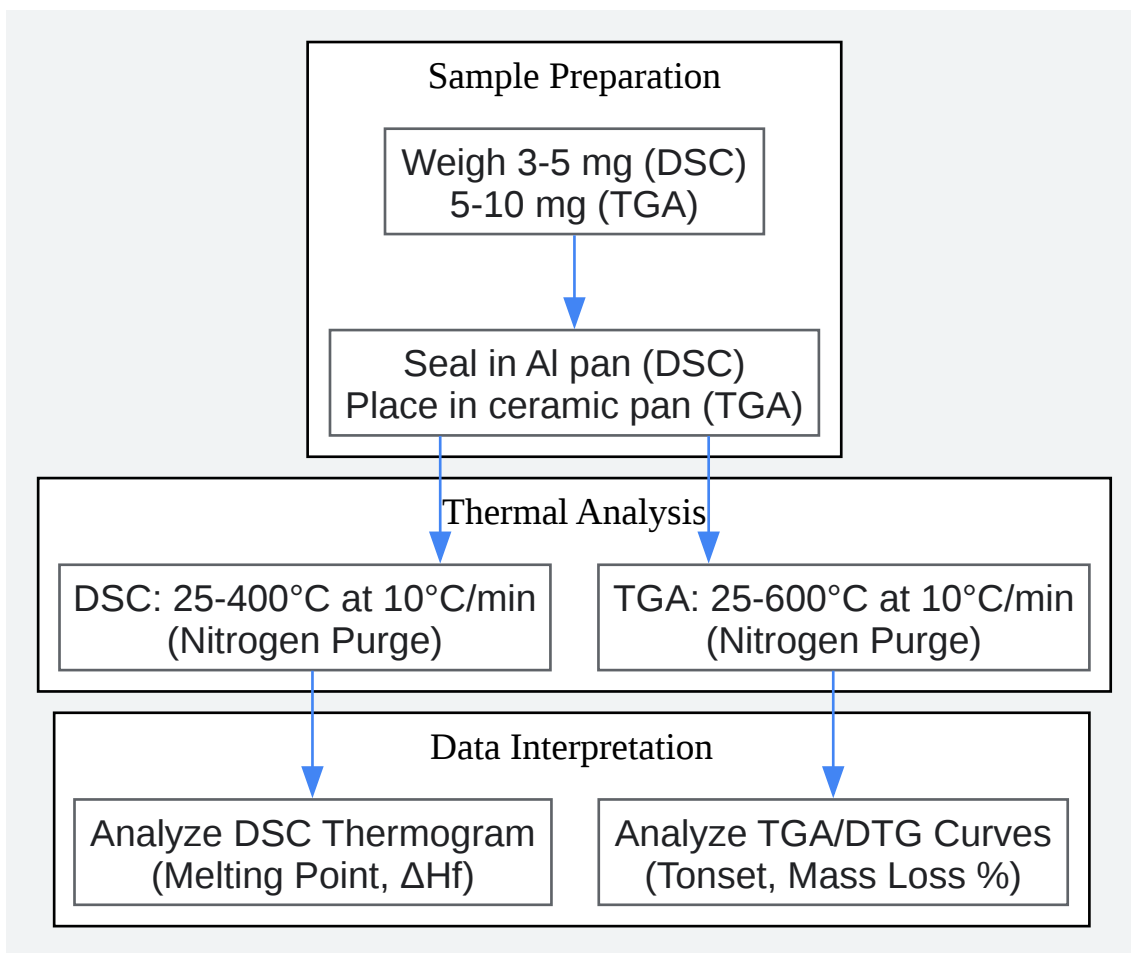 Sample Preparation
Weigh 3-5 mg (DSC)
5-10 mg (TGA)
Seal in Al pan (DSC)
Place in ceramic pan (TGA)
Thermal Analysis
DSC: 25-400°C at 10°C/min
(Nitrogen Purge)
TGA: 25-600°C at 10°C/min
(Nitrogen Purge)
Data Interpretation
Analyze DSC Thermogram
(Melting Point, ΔHf)
Analyze TGA/DTG Curves
(Tonset, Mass Loss %)